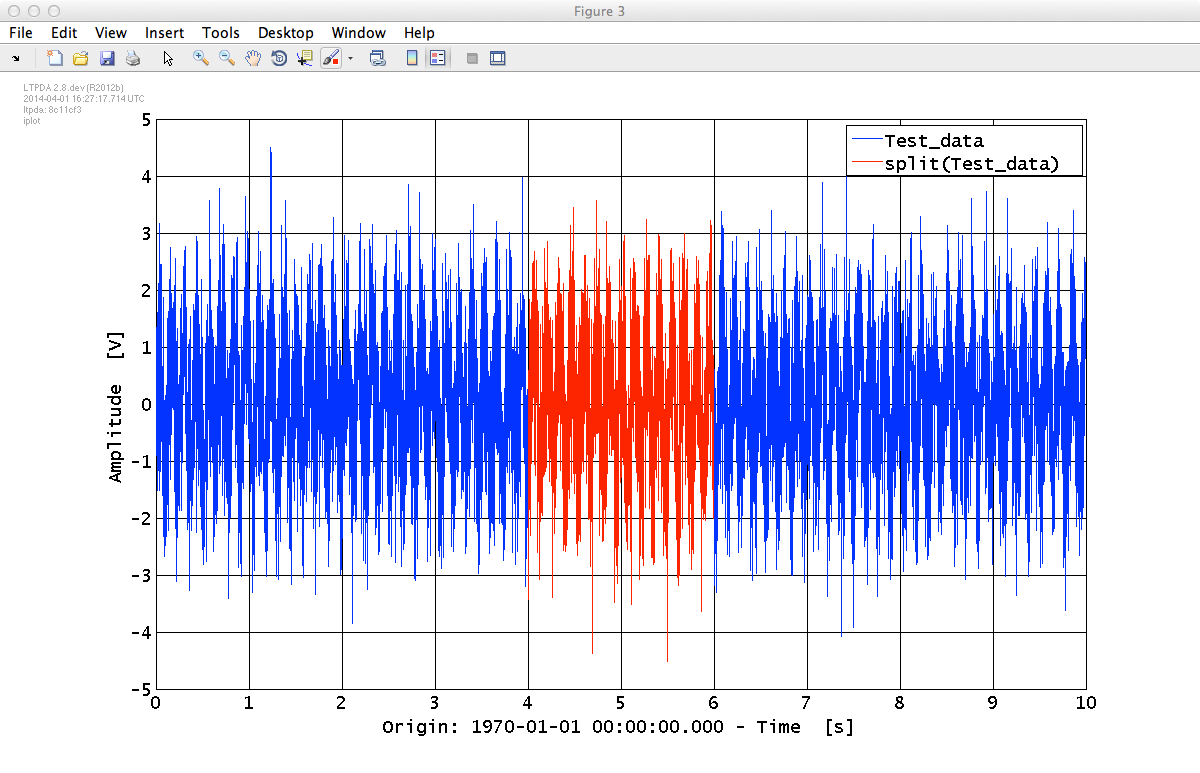 Figure 3
File Edit View Insert Tools Desktop Window Help
LTPDA 2.8.dev (R2012b)
2014-04-01 16:27:17.714 UTC
ltpda: 8c11cf3
iplot
5
4
3
2
1
0
-1
-2
-3
-4
-5
Amplitude [V]
Test_data
split(Test_data)
0 1 2 3 4 5 6 7 8 9 10
Origin: 1970-01-01 00:00:00.000 - Time [s]